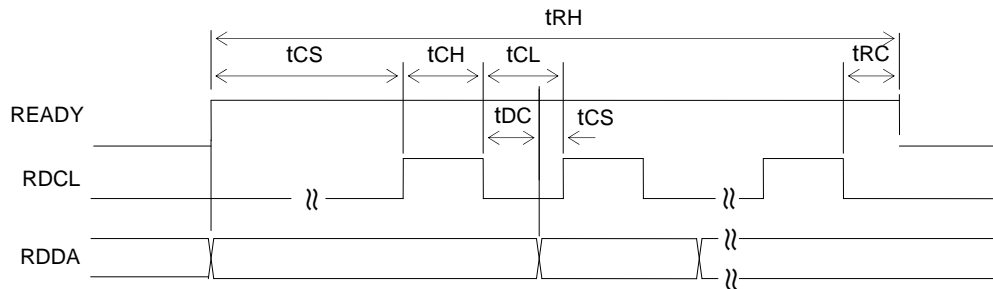 tRH
tCS tCH tCL tRC
READY
tDC tCS
RDCL
RDDA